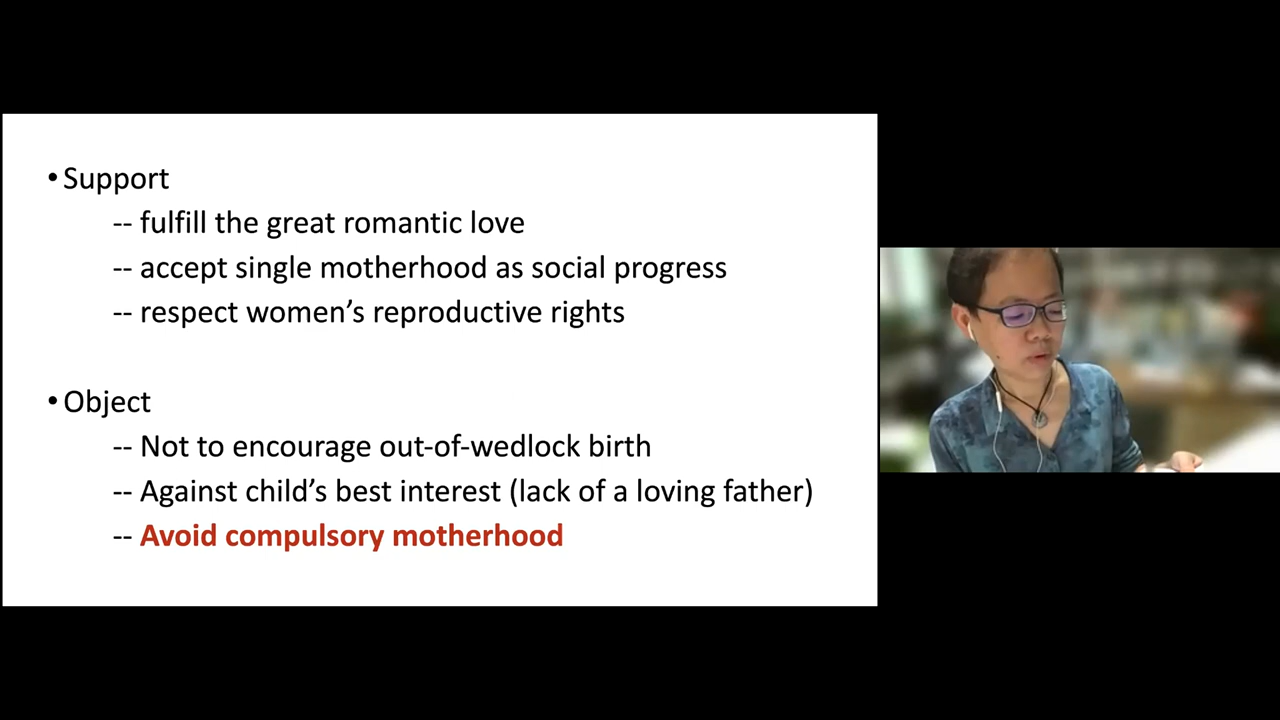 • Support
-- fulfill the great romantic love
-- accept single motherhood as social progress
-- respect women’s reproductive rights
• Object
-- Not to encourage out-of-wedlock birth
-- Against child’s best interest (lack of a loving father)
-- Avoid compulsory motherhood